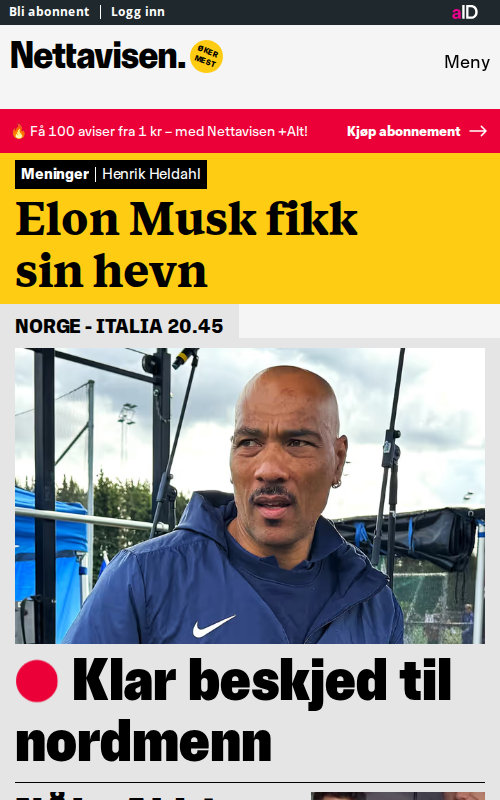 Bli abonnent | Logg inn
aID
Nettavisen.
ØKER
MEST
Meny
Få 100 aviser fra 1 kr – med Nettavisen +Alt!
Kjøp abonnement →
Meninger | Henrik Heldahl
Elon Musk fikk
sin hevn
NORGE - ITALIA 20.45
Klar beskjed til
nordmenn